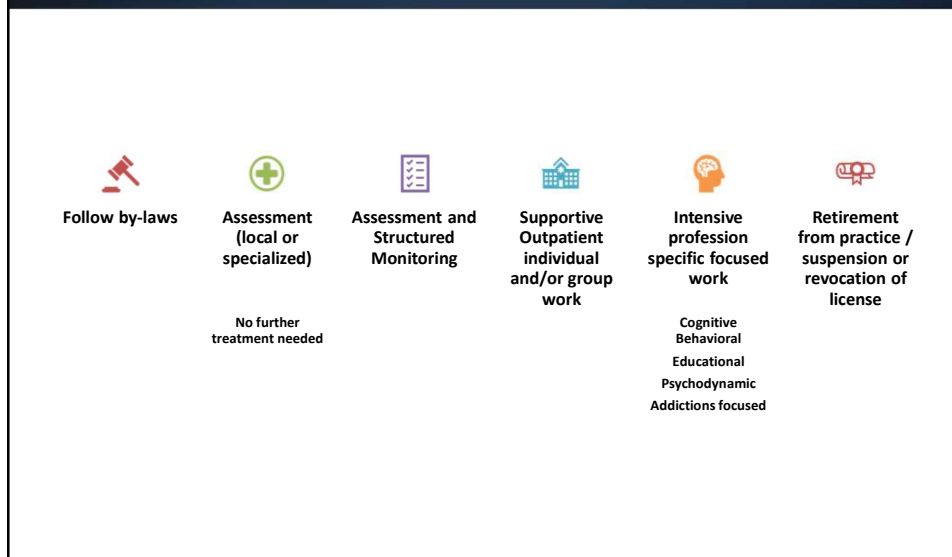 Follow by-laws
Assessment
(local or
specialized)
No further
treatment needed
Assessment and
Structured
Monitoring
Supportive
Outpatient
individual
and/or group
work
Intensive
profession
specific focused
work
Cognitive
Behavioral
Educational
Psychodynamic
Addictions focused
Retirement
from practice /
suspension or
revocation of
license